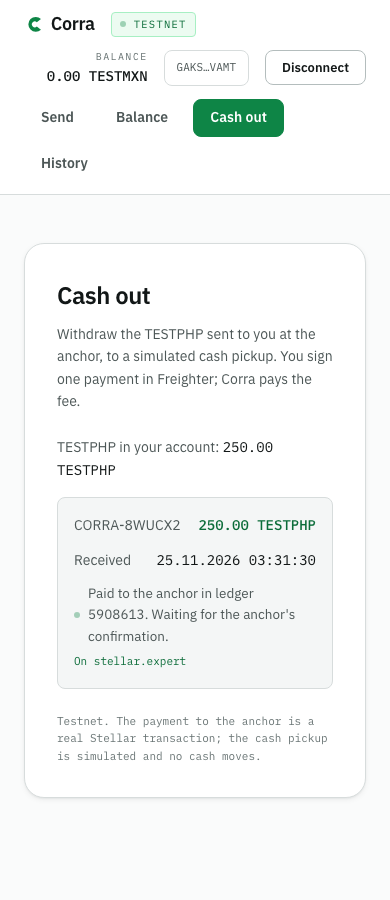 Corra
TESTNET
BALANCE
0.00 TESTMXN
GAKS…VAMT
Disconnect
Send
Balance
Cash out
History
Cash out
Withdraw the TESTPHP sent to you at the
anchor, to a simulated cash pickup. You sign
one payment in Freighter; Corra pays the
fee.
TESTPHP in your account: 250.00
TESTPHP
CORRA-8WUCX2 250.00 TESTPHP
Received 25.11.2026 03:31:30
Paid to the anchor in ledger
5908613. Waiting for the anchor's
confirmation.
On stellar.expert
Testnet. The payment to the anchor is a
real Stellar transaction; the cash pickup
is simulated and no cash moves.